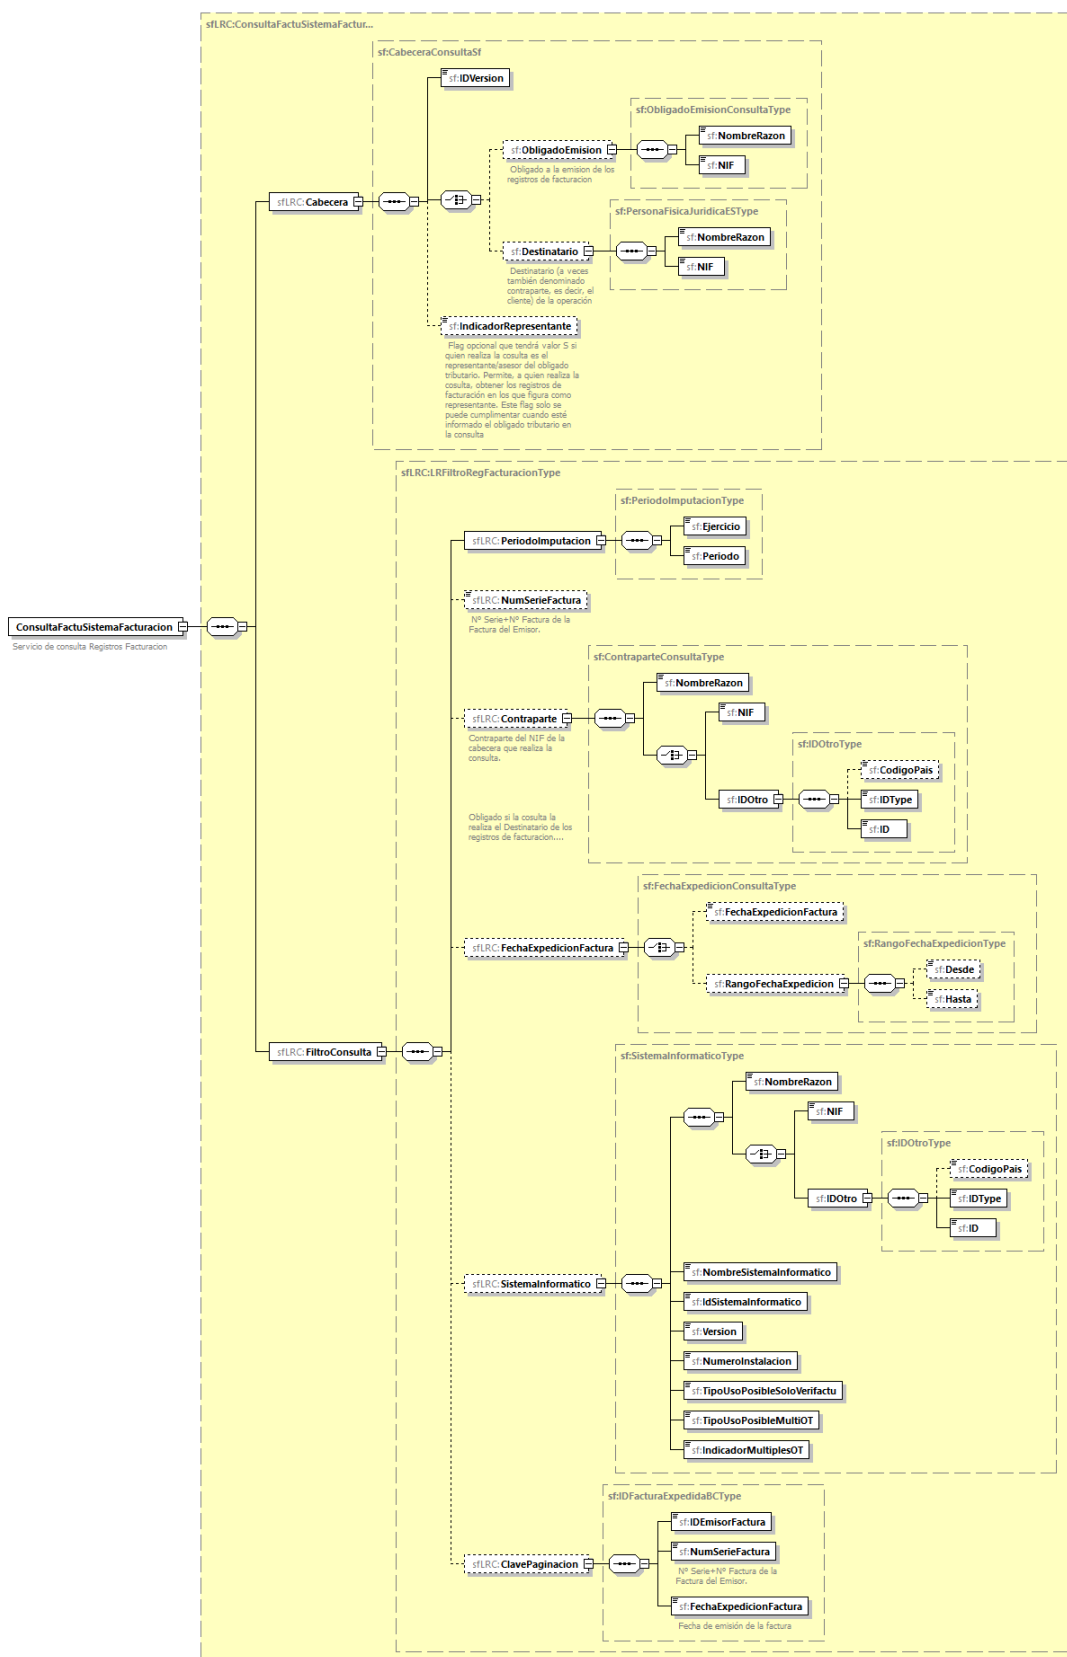 sfLRC:ConsultaFactuSistemaFactur...
sf:CabeceraConsultaSf
sf:IDVersion
sf:ObligadoEmisionConsultaType
sf:NombreRazon
sf:ObligadoEmision
sf:NIF
Obligado a la emision de los
registros de facturacion
sfLRC:Cabecera
sf:PersonaFisicaJuridicaESType
sf:NombreRazon
sf:Destinatario
sf:NIF
Destinatario (a veces
también denominado
contraparte, es decir, el
cliente) de la operación
sf:IndicadorRepresentante
Flag opcional que tendrá valor S si
quien realiza la cosulta es el
representante/asesor del obligado
tributario. Permite, a quien realiza la
cosulta, obtener los registros de
facturación en los que figura como
representante. Este flag solo se
puede cumplimentar cuando esté
informado el obligado tributario en
la consulta
sfLRC:LRFiltroRegFacturacionType
sf:PeriodoImputacionType
sf:Ejercicio
sfLRC:PeriodoImputacion
sf:Periodo
sfLRC:NumSerieFactura
Nº Serie+Nº Factura de la
Factura del Emisor.
ConsultaFactuSistemaFacturacion
Servicio de consulta Registros Facturacion
sf:ContraparteConsultaType
sf:NombreRazon
sf:NIF
sfLRC:Contraparte
Contraparte del NIF de la
cabecera que realiza la
consulta.
sf:IDOtroType
sf:CodigoPais
sf:IDOtro
sf:IDType
sf:ID
Obligado si la cosulta la
realiza el Destinatario de los
registros de facturacion....
sf:FechaExpedicionConsultaType
sf:FechaExpedicionFactura
sfLRC:FechaExpedicionFactura
sf:RangoFechaExpedicionType
sf:Desde
sf:RangoFechaExpedicion
sf:Hasta
sfLRC:FiltroConsulta
sf:SistemaInformaticoType
sf:NombreRazon
sf:NIF
sf:IDOtroType
sf:CodigoPais
sf:IDOtro
sf:IDType
sf:ID
sf:NombreSistemaInformatico
sfLRC:SistemaInformatico
sf:IdSistemaInformatico
sf:Version
sf:NumeroInstalacion
sf:TipoUsoPosibleSoloVerifactu
sf:TipoUsoPosibleMultiOT
sf:IndicadorMultiplesOT
sf:IDFacturaExpedidaBCType
sf:IDEmisorFactura
sf:NumSerieFactura
sfLRC:ClavePaginacion
Nº Serie+Nº Factura de la
Factura del Emisor.
sf:FechaExpedicionFactura
Fecha de emisión de la factura